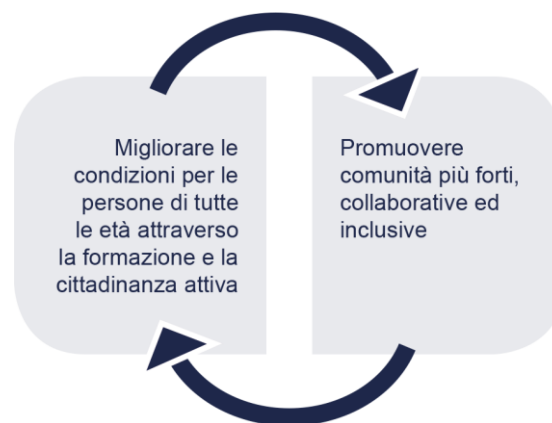 Migliorare le
condizioni per le
persone di tutte
le età attraverso
la formazione e la
cittadinanza attiva
Promuovere
comunità più forti,
collaborative ed
inclusive